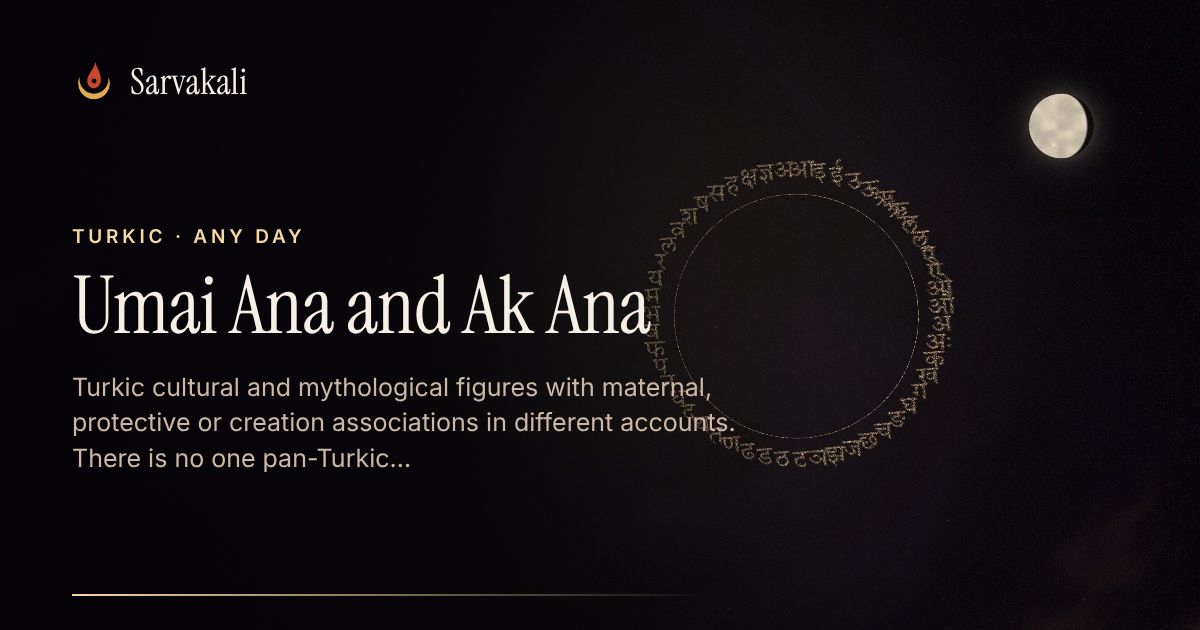 Sarvakali
TURKIC · ANY DAY
Umai Ana and Ak Ana
Turkic cultural and mythological figures with maternal,
protective or creation associations in different accounts.
There is no one pan-Turkic...